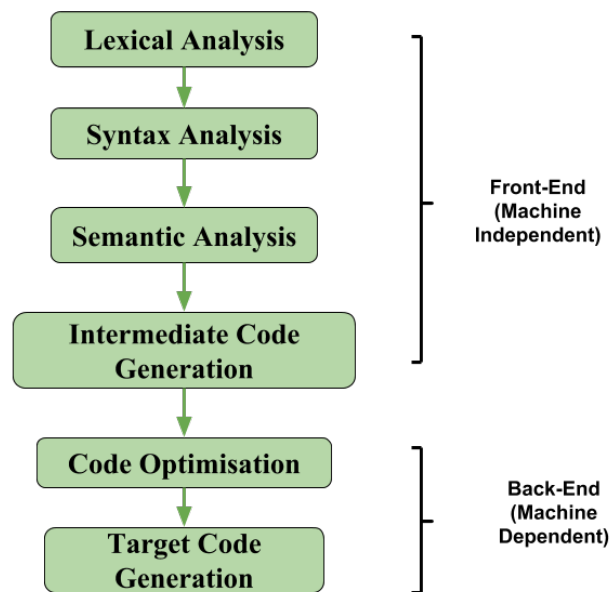 Lexical Analysis
Syntax Analysis
Semantic Analysis
Intermediate Code
Generation
Code Optimisation
Target Code
Generation
Front-End
(Machine
Independent)
Back-End
(Machine
Dependent)